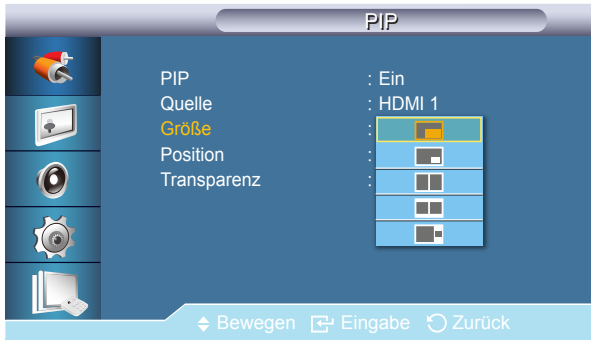 PIP
PIP : Ein
Quelle : HDMI 1
Größe :
Position :
Transparenz :
Bewegen Eingabe Zurück